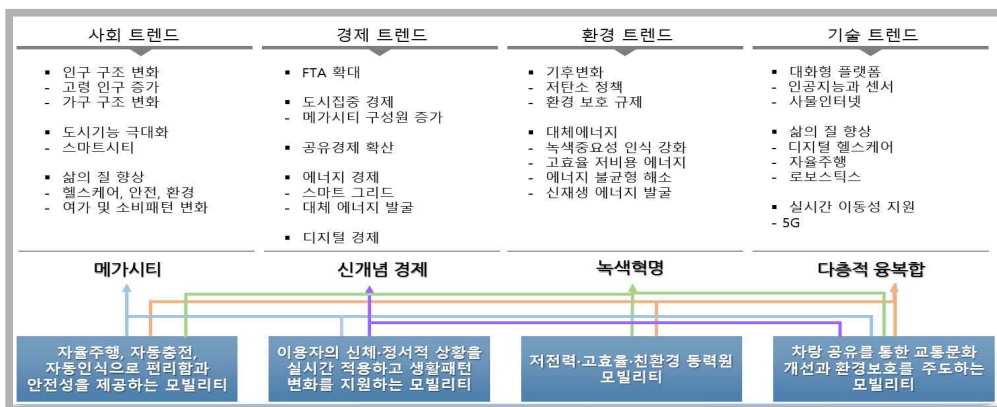 사회 트렌드
▪ 인구 구조 변화
- 고령 인구 증가
- 가구 구조 변화
▪ 도시기능 극대화
- 스마트시티
▪ 삶의 질 향상
- 헬스케어, 안전, 환경
- 여가 및 소비패턴 변화
메가시티
경제 트렌드
▪ FTA 확대
▪ 도시집중 경제
- 메가시티 구성원 증가
▪ 공유경제 확산
▪ 에너지 경제
- 스마트 그리드
- 대체 에너지 발굴
▪ 디지털 경제
신개념 경제
환경 트렌드
▪ 기후변화
- 저탄소 정책
- 환경 보호 규제
▪ 대체에너지
- 녹색중요성 인식 강화
- 고효율 저비용 에너지
- 에너지 불균형 해소
- 신재생 에너지 발굴
녹색혁명
기술 트렌드
▪ 대화형 플랫폼
- 인공지능과 센서
- 사물인터넷
▪ 삶의 질 향상
- 디지털 헬스케어
- 자율주행
- 로보스틱스
▪ 실시간 이동성 지원
- 5G
다층적 융복합
자율주행, 자동충전,
자동인식으로 편리함과
안전성을 제공하는 모빌리티
이용자의 신체·정서적 상황을
실시간 적용하고 생활패턴
변화를 지원하는 모빌리티
저전력·고효율·친환경 동력원
모빌리티
차량 공유를 통한 교통문화
개선과 환경보호를 주도하는
모빌리티